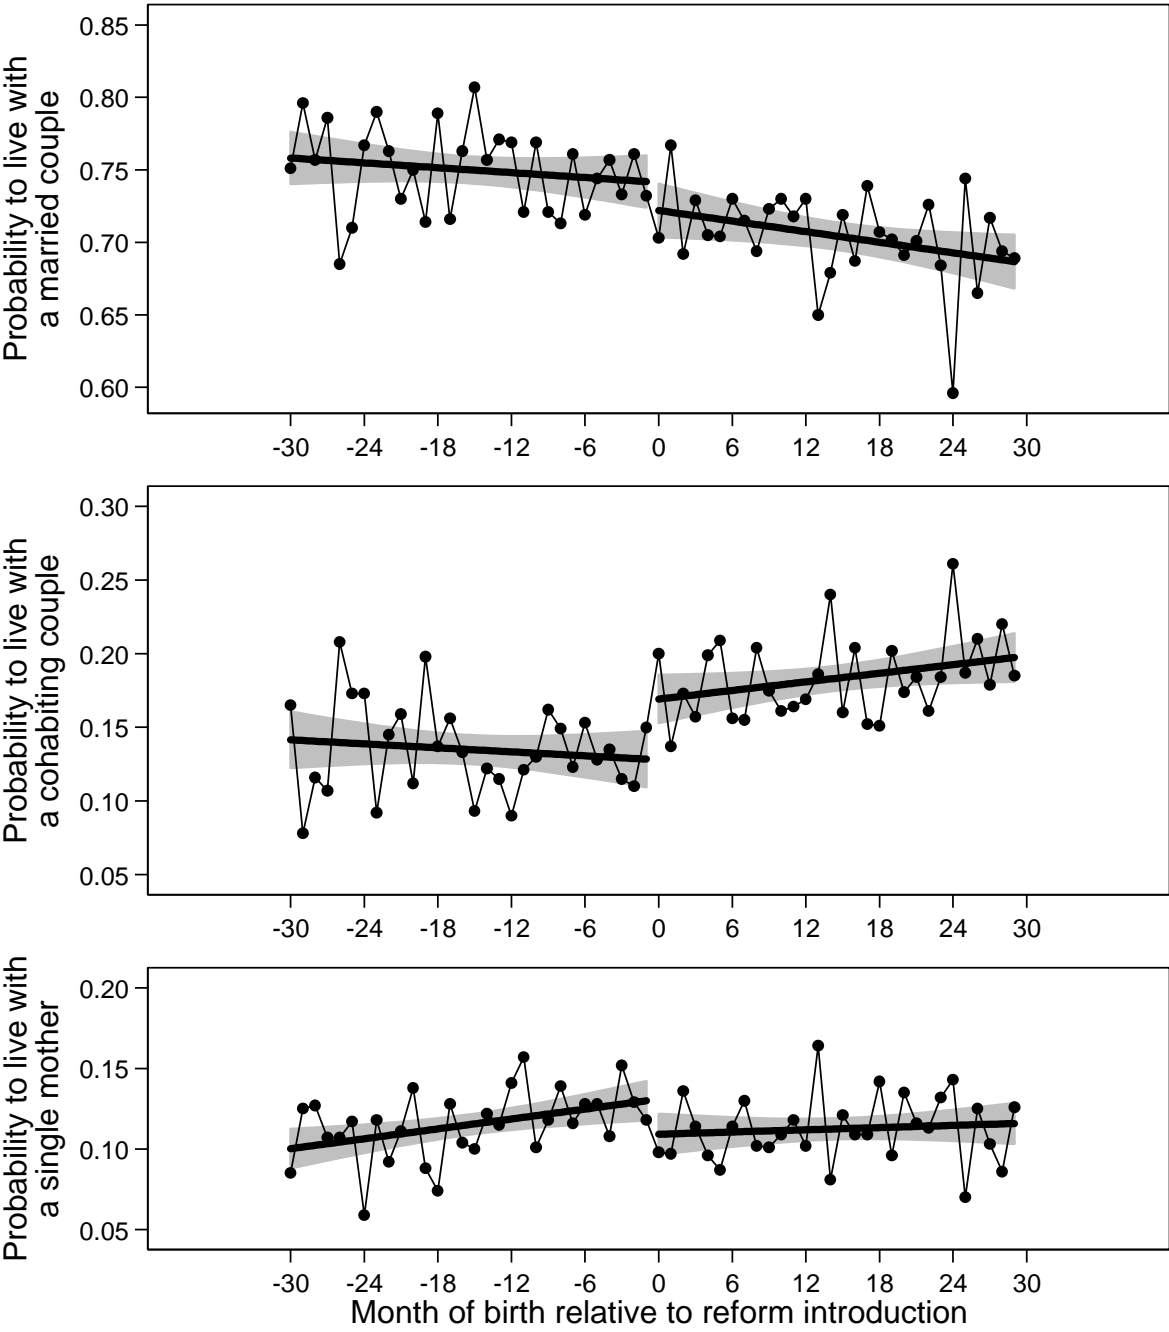 Probability to live with
a married couple
0.85
0.80
0.75
0.70
0.65
0.60
-30 -24 -18 -12 -6 0 6 12 18 24 30
Probability to live with
a cohabiting couple
0.30
0.25
0.20
0.15
0.10
0.05
-30 -24 -18 -12 -6 0 6 12 18 24 30
Probability to live with
a single mother
0.20
0.15
0.10
0.05
-30 -24 -18 -12 -6 0 6 12 18 24 30
Month of birth relative to reform introduction